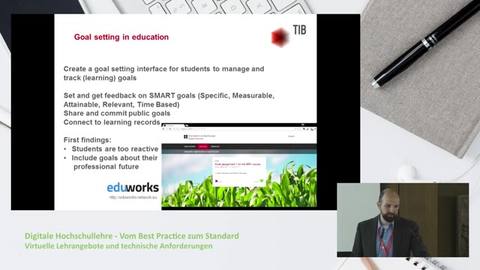 Goal setting in education
TIB
Create a goal setting interface for students to manage and
track (learning) goals
Set and get feedback on SMART goals (Specific, Measurable,
Attainable, Relevant, Time Based)
Share and commit public goals
Connect to learning records
First findings:
• Students are too reactive
• Include goals about their
professional future
eduworks
Digitale Hochschullehre - Vom Best Practice zum Standard
Virtuelle Lehrangebote und technische Anforderungen